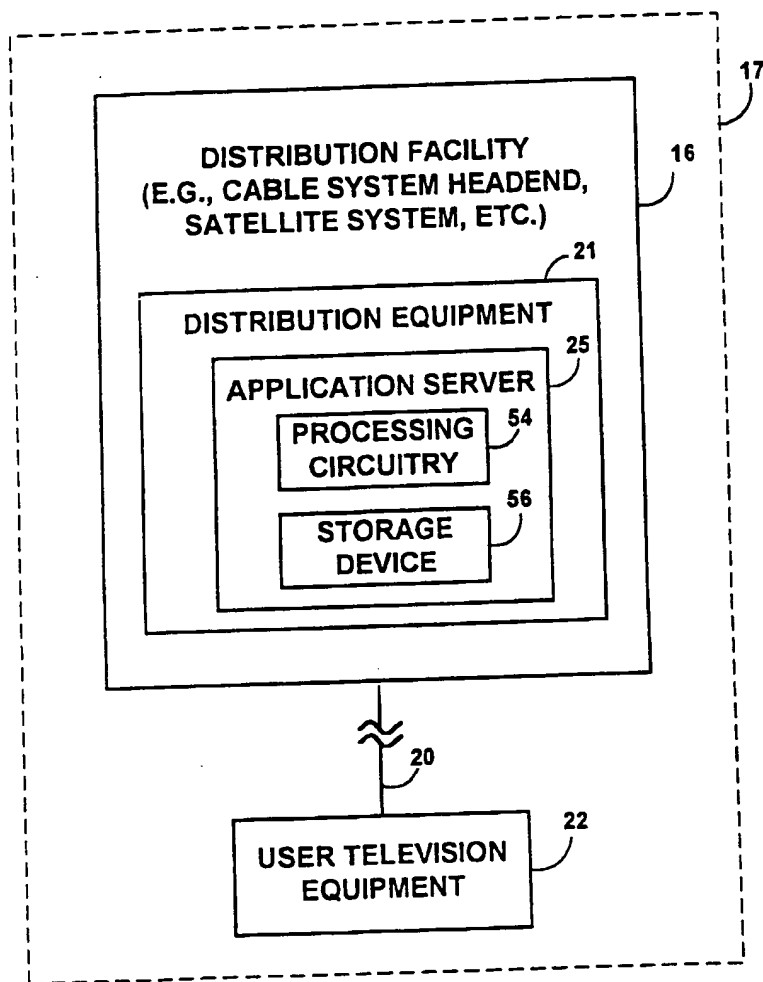 17
16
DISTRIBUTION FACILITY
(E.G., CABLE SYSTEM HEADEND,
SATELLITE SYSTEM, ETC.)
21
DISTRIBUTION EQUIPMENT
25
APPLICATION SERVER
54
PROCESSING
CIRCUITRY
56
STORAGE
DEVICE
20
22
USER TELEVISION
EQUIPMENT